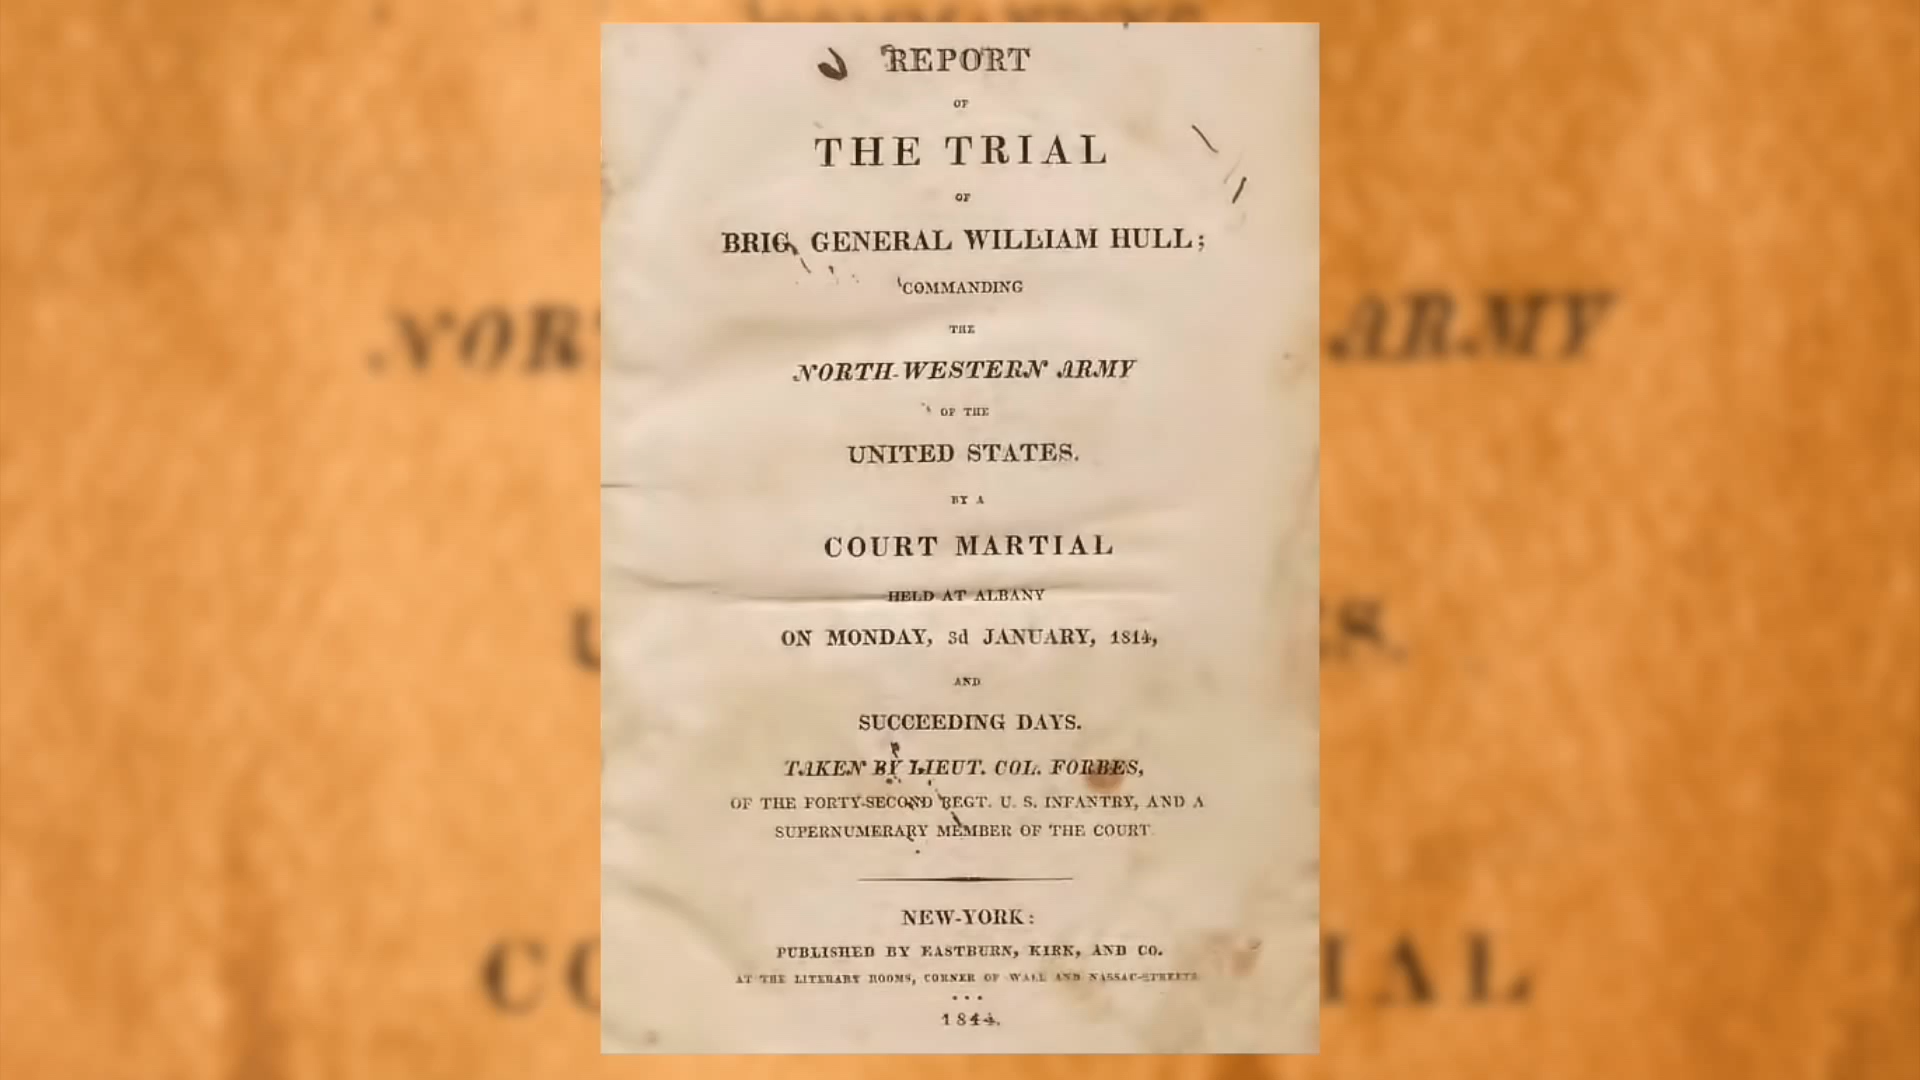 REPORT
OF
THE TRIAL
OF
BRIG. GENERAL WILLIAM HULL;
COMMANDING
THE
NORTH-WESTERN ARMY
OF THE
UNITED STATES.
BY A
COURT MARTIAL
HELD AT ALBANY
ON MONDAY, 3d JANUARY, 1814,
AND
SUCCEEDING DAYS.
TAKEN BY LIEUT. COL. FORBES,
OF THE FORTY-SECOND REGT. U. S. INFANTRY, AND A
SUPERNUMERARY MEMBER OF THE COURT
NEW-YORK:
PUBLISHED BY EASTBURN, KIRK, AND CO.
AT THE LITERARY ROOMS, CORNER OF WALL AND NASSAU-STREETS
1814.